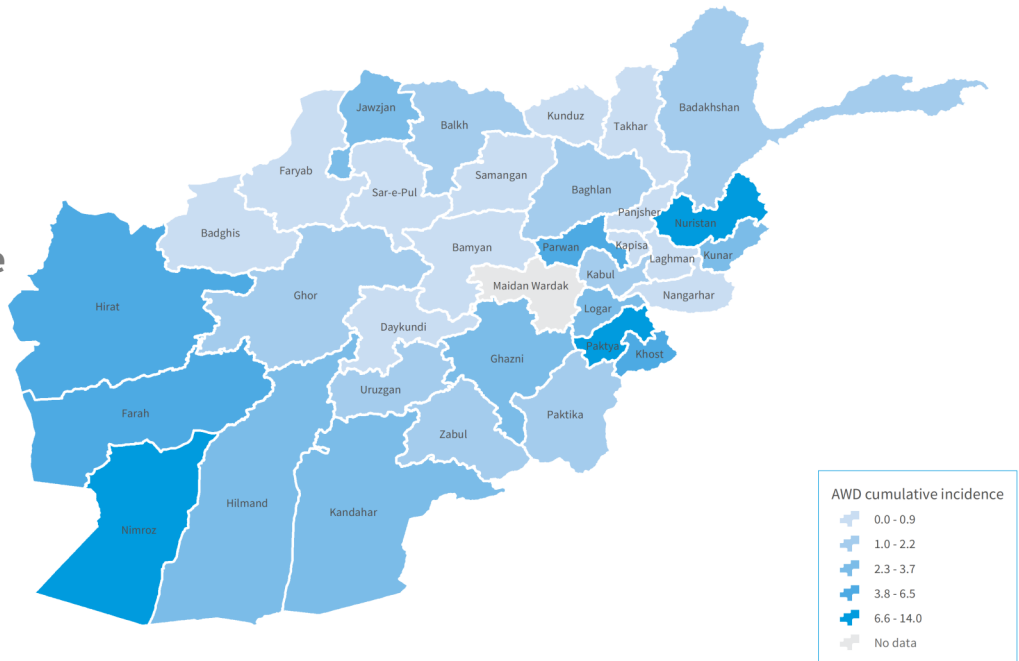 Jawzjan
Balkh
Kunduz
Takhar
Badakhshan
Faryab
Sar-e-Pul
Samangan
Baghlan
Panjsher
Nuristan
Badghis
Bamyan
Parwan
Kapisa
Laghman
Kunar
e
Hirat
Ghor
Maidan Wardak
Kabul
Nangarhar
Logar
Daykundi
Ghazni
Paktya
Khost
Uruzgan
Farah
Zabul
Paktika
Hilmand
Kandahar
Nimroz
AWD cumulative incidence
0.0 - 0.9
1.0 - 2.2
2.3 - 3.7
3.8 - 6.5
6.6 - 14.0
No data